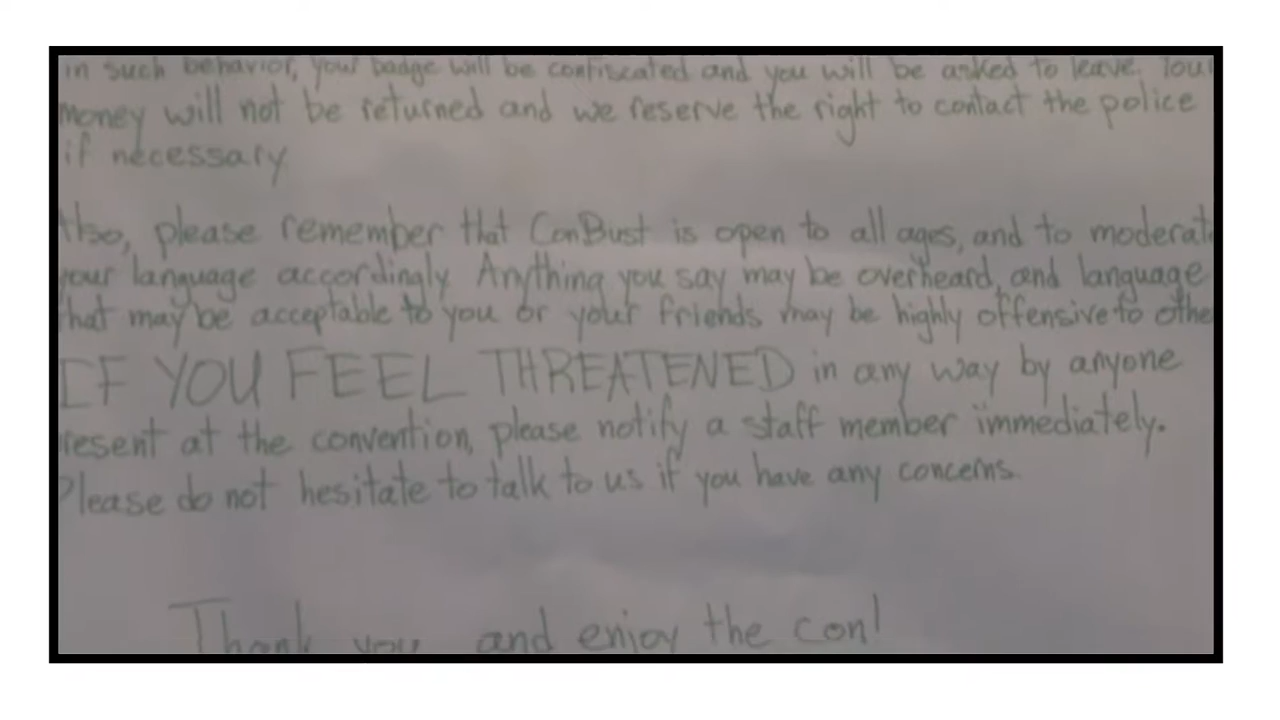 in such behavior, your badge will be confiscated and you will be asked to leave. Your
money will not be returned and we reserve the right to contact the police
if necessary
Also, please remember that ConBust is open to all ages, and to moderate
your language accordingly. Anything you say may be overheard, and language
that may be acceptable to you or your friends may be highly offensive to other
IF YOU FEEL THREATENED in any way by anyone
resent at the convention, please notify a staff member immediately.
Please do not hesitate to talk to us if you have any concerns.
Thank you and enjoy the con!